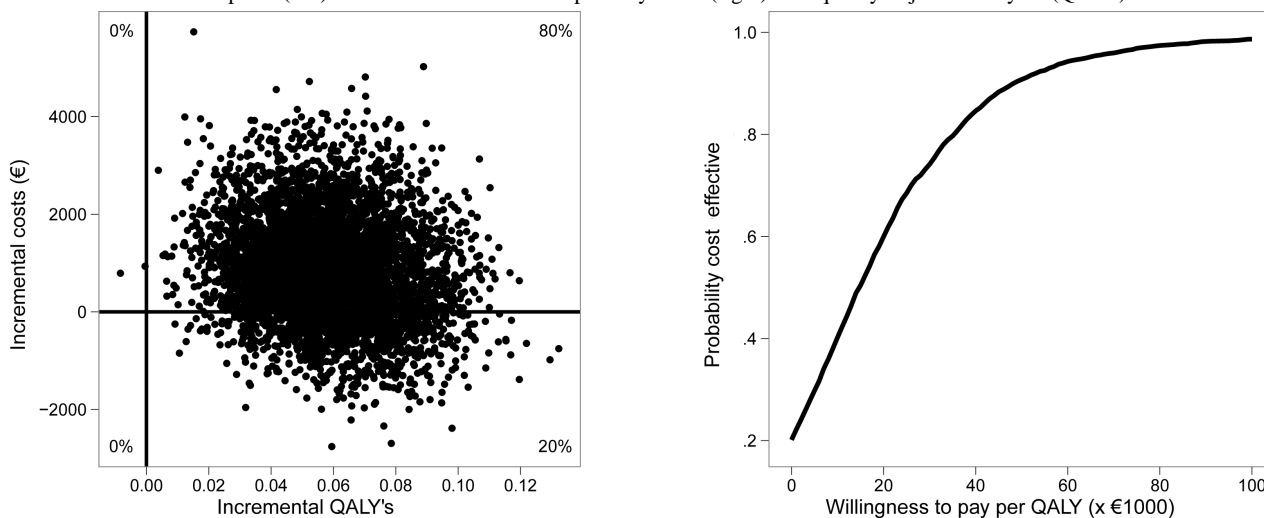 0%
80%
4000
2000
0
−2000
0%
20%
0.00 0.02 0.04 0.06 0.08 0.10 0.12
Incremental QALY's
Incremental costs (€)
1.0
.8
.6
.4
.2
0 20 40 60 80 100
Willingness to pay per QALY (x €1000)
Probability cost effective